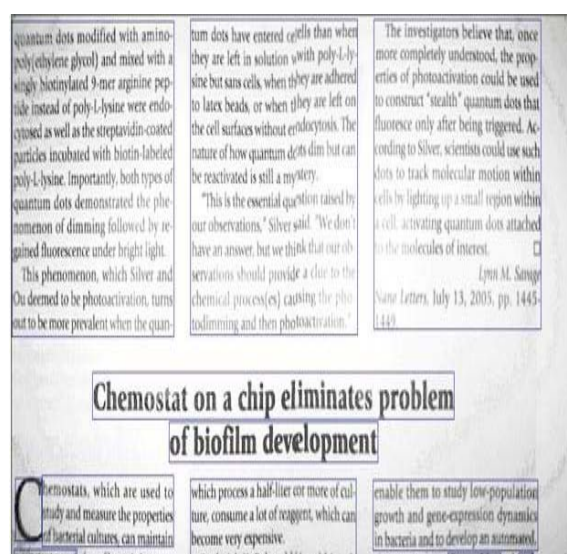 quantum dots modified with amino-
poly(ethylene glycol) and mixed with a
singly biotinylated 9-mer arginine pep-
tide instead of poly-L-lysine were endo-
cytosed as well as the streptavidin-coated
particles incubated with biotin-labeled
poly-L-lysine. Importantly, both types of
quantum dots demonstrated the phe-
nomenon of dimming followed by re-
gained fluorescence under bright light.
This phenomenon, which Silver and
Ou deemed to be photoactivation, turns
out to be more prevalent when the quan-
tum dots have entered cells than when
they are left in solution with poly-L-ly-
sine but sans cells, when they are adhered
to latex beads, or when they are left on
the cell surfaces without endocytosis. The
nature of how quantum dots dim but can
be reactivated is still a mystery.
"This is the essential question raised by
our observations," Silver said. "We don't
have an answer, but we think that our ob-
servations should provide a clue to the
chemical process(es) causing the pho-
todimming and then photoactivation."
The investigators believe that, once
more completely understood, the prop-
erties of photoactivation could be used
to construct "stealth" quantum dots that
fluoresce only after being triggered. Ac-
cording to Silver, scientists could use such
dots to track molecular motion within
cells by lighting up a small region within
a cell, activating quantum dots attached
to the molecules of interest.
Lynn M. Savage
Nano Letters, July 13, 2005, pp. 1445-
1449.
Chemostat on a chip eliminates problem
of biofilm development
Chemostats, which are used to
study and measure the properties
of bacterial cultures, can maintain
which process a half-liter or more of cul-
ture, consume a lot of reagent, which can
become very expensive.
enable them to study low-population
growth and gene-expression dynamics
in bacteria and to develop an automated,